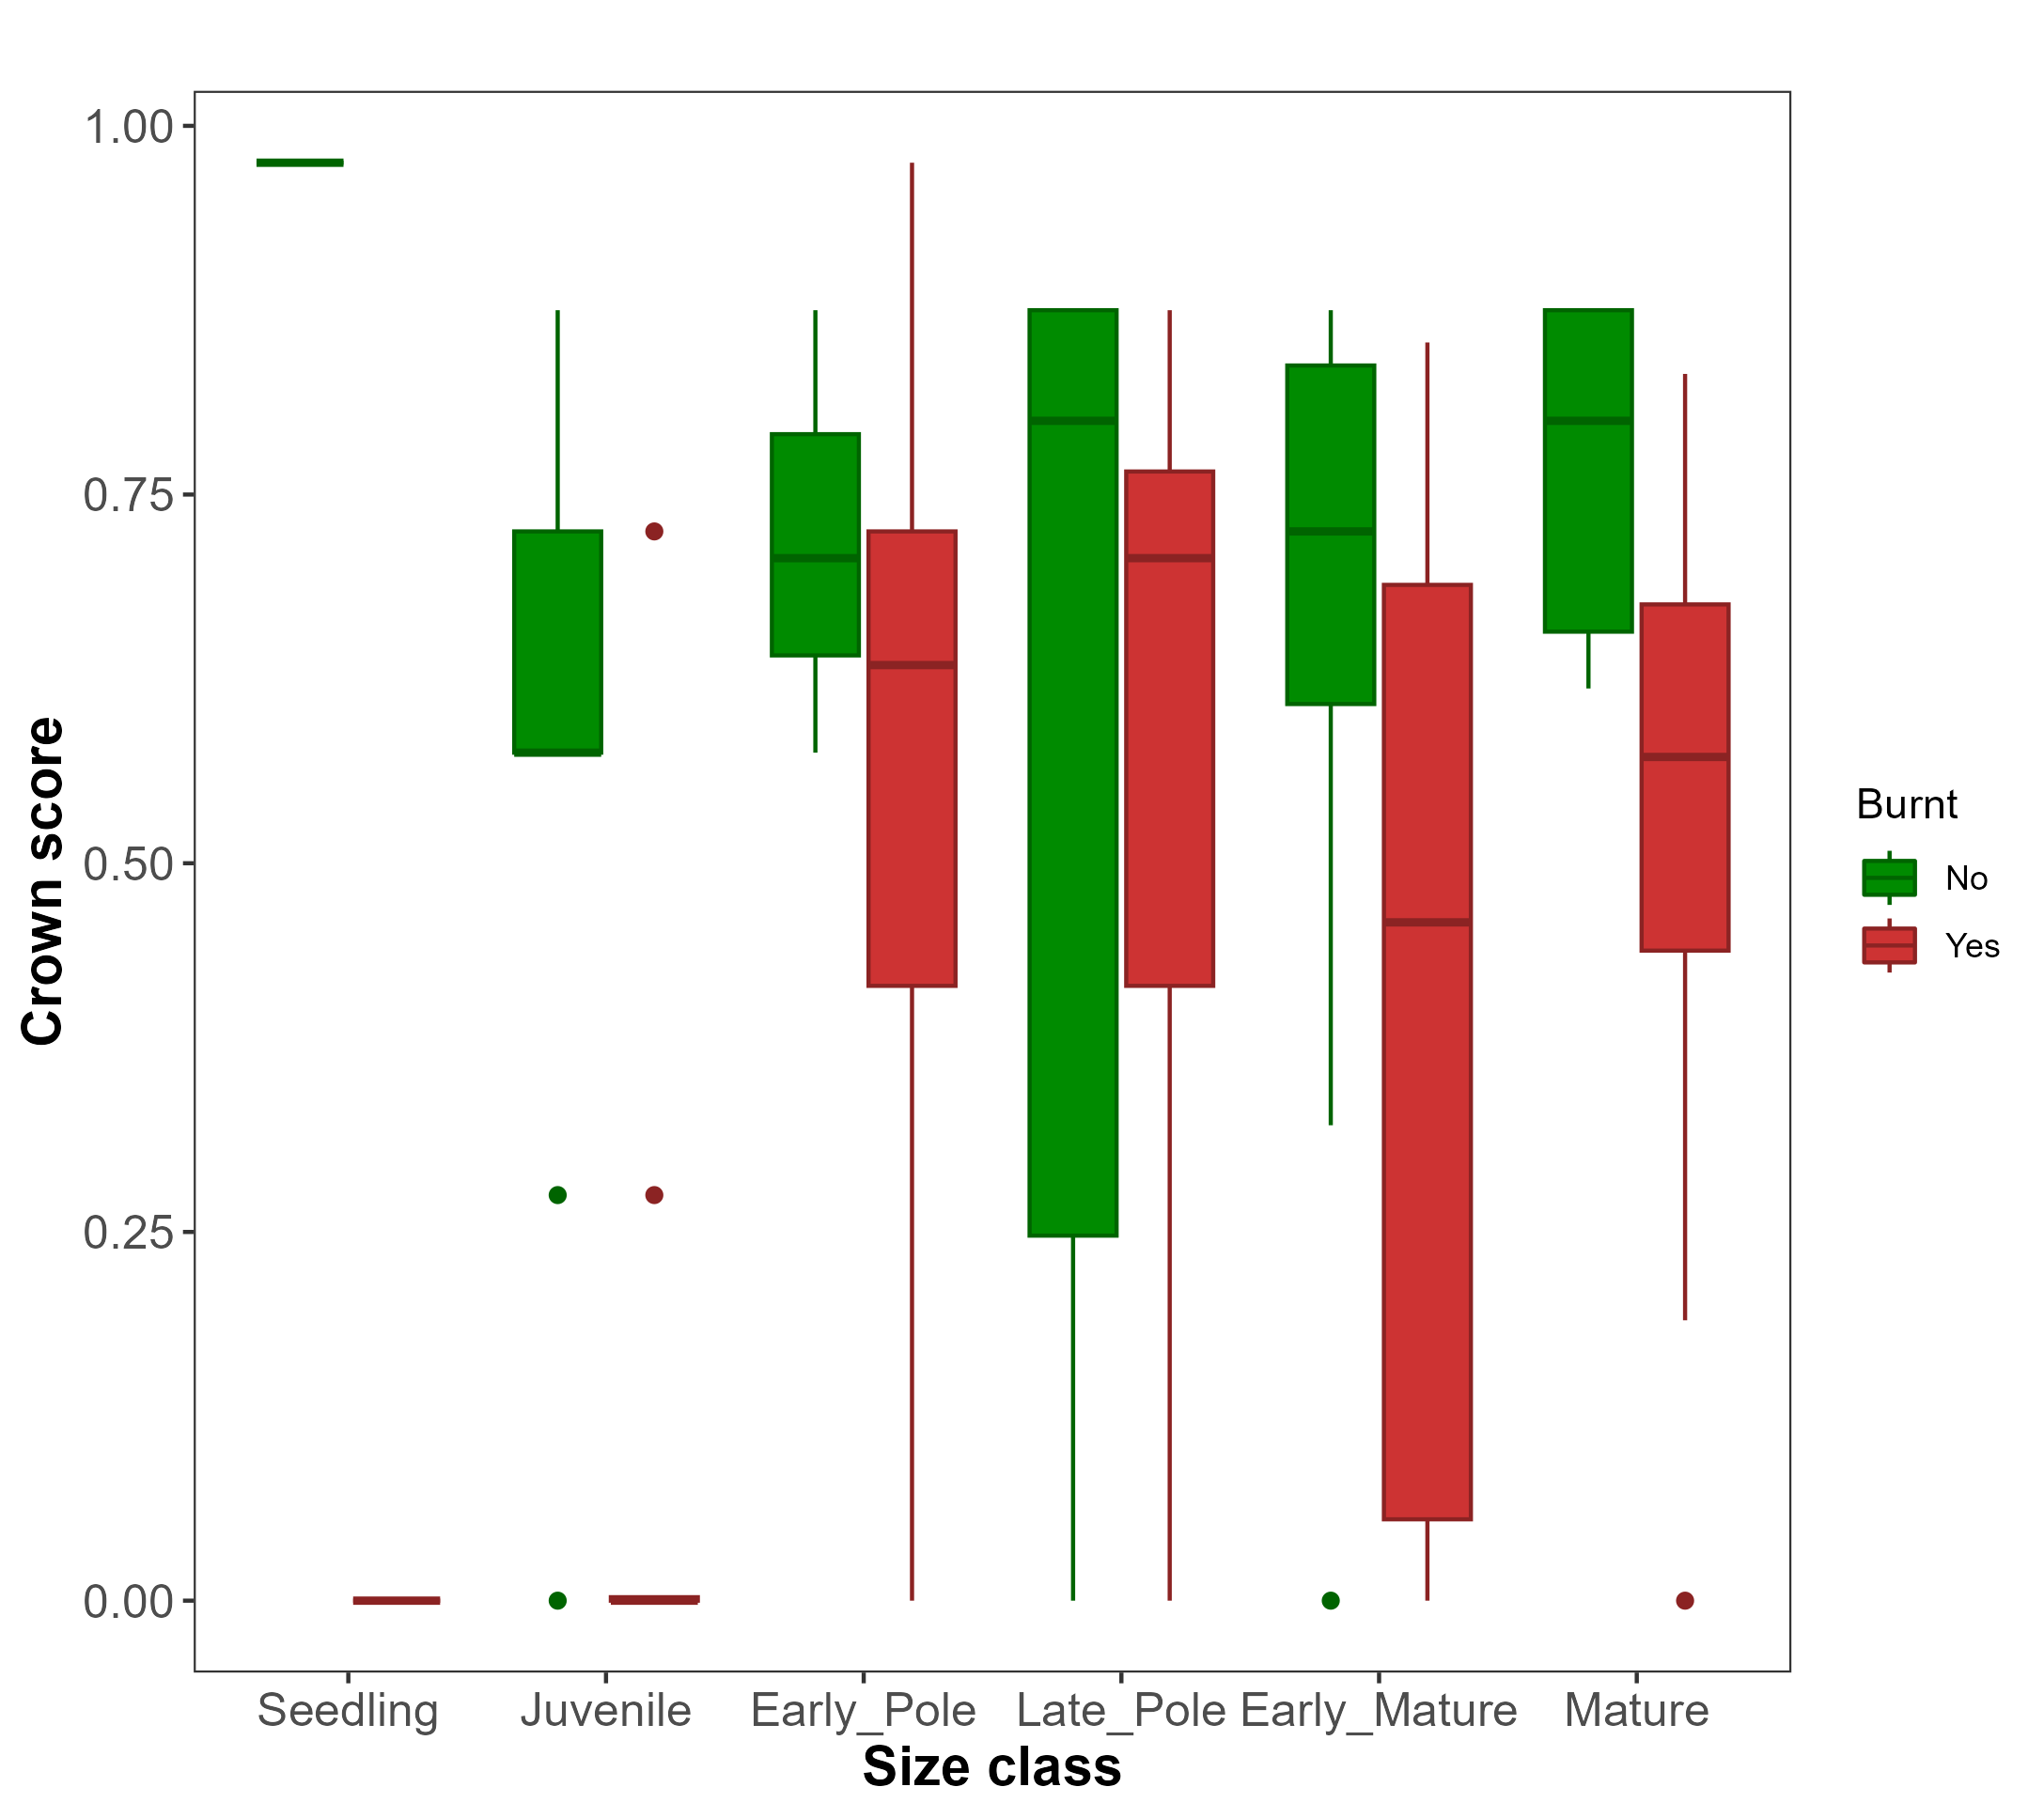 1.00
0.75
0.50
0.25
0.00
Crown score
Seedling Juvenile Early_Pole Late_Pole Early_Mature Mature
Size class
Burnt
No
Yes